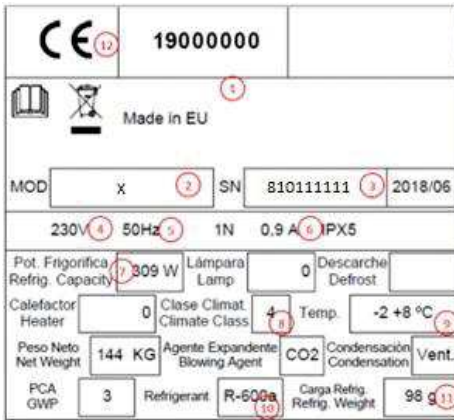 CE 12 19000000
1
Made in EU
MOD X 2 SN 810111111 3 2018/06
230V 4 50Hz 5 1N 0.9 A 6 IPX5
Pot. Frigorifica Lámpara Descarche
Refrig. Capacity 7 309 W Lamp 0 Defrost
Calefactor Clase Climat.
Heater 0 Climate Class 4 8 Temp. -2 +8 ºC 9
Peso Neto Agente Expandente Condensación
Net Weight 144 KG Blowing Agent CO2 Condensation Vent.
PCA Carga Refrig.
GWP 3 Refrigerant R-600a 10 Refrig. Weight 98 g 11